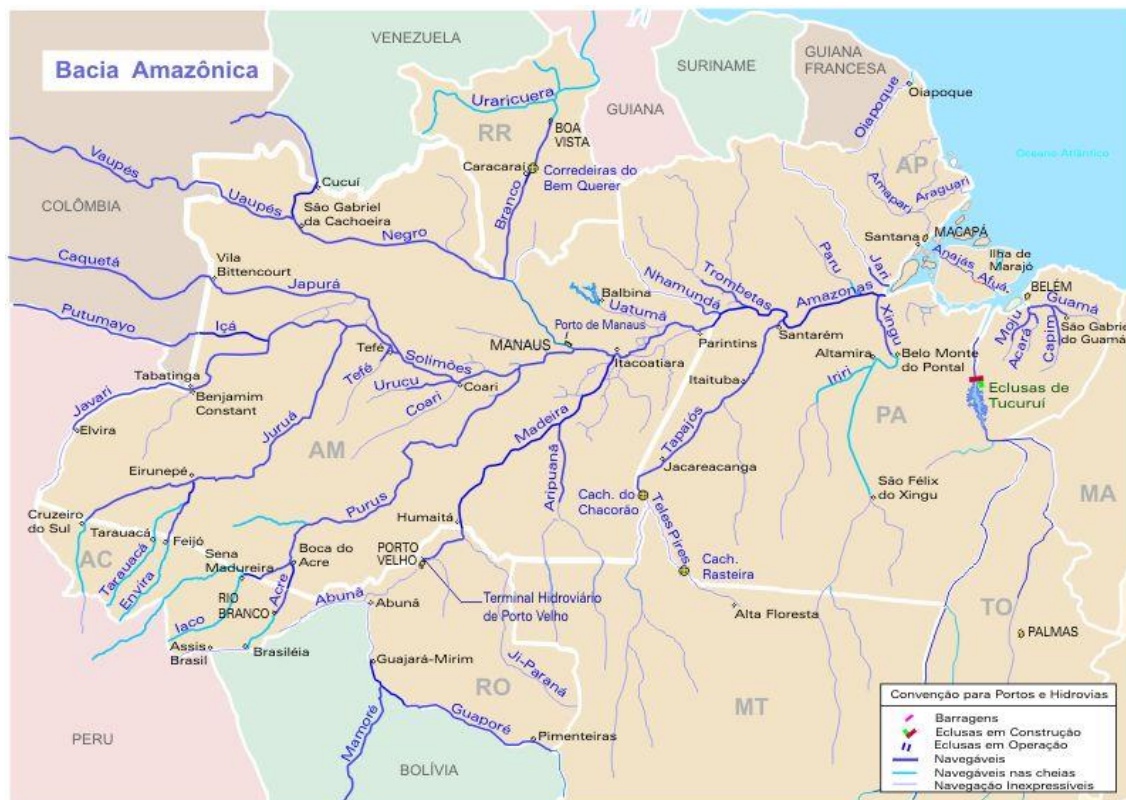 Bacia Amazônica
VENEZUELA
SURINAME
GUIANA
FRANCESA
GUIANA
COLÔMBIA
PERU
BOLÍVIA
Oceano Atlântico
RR
AP
AM
PA
MA
AC
RO
MT
TO
Uraricuera
BOA
VISTA
Caracaraí
Corredeiras do
Bem Querer
Branco
Oiapoque
Oiapoque
Amapari
Araguari
Santana
MACAPÁ
Anajás
Afuá
Ilha de
Marajó
BELÉM
Guamá
Moju
Acará
Capim
São Gabriel
do Guamá
Vaupés
Uaupés
Cucuí
São Gabriel
da Cachoeira
Negro
Caquetá
Vila
Bittencourt
Japurá
Putumayo
Içá
Balbina
Uatumã
Nhamundá
Trombetas
Paru
Jari
Amazonas
Xingu
Porto de Manaus
MANAUS
Itacoatiara
Parintins
Santarém
Altamira
Belo Monte
do Pontal
Iriri
Eclusas de
Tucuruí
Tefé
Tefé
Solimões
Urucu
Coari
Coari
Tabatinga
Benjamim
Constant
Javari
Elvira
Juruá
Eirunepé
Madeira
Aripuanã
Itaituba
Tapajós
Jacareacanga
São Félix
do Xingu
Cach. do
Chacorão
Teles Pires
Cach.
Rasteira
Alta Floresta
Cruzeiro
do Sul
Tarauacá
Feijó
Tarauacá
Envira
Sena
Madureira
Purus
Boca do
Acre
Humaitá
PORTO
VELHO
RIO
BRANCO
Acre
Iaco
Abunã
Abunã
Terminal Hidroviário
de Porto Velho
Assis
Brasil
Brasiléia
Guajará-Mirim
Ji-Paraná
Mamoré
Guaporé
Pimenteiras
PALMAS
Convenção para Portos e Hidrovias
Barragens
Eclusas em Construção
Eclusas em Operação
Navegáveis
Navegáveis nas cheias
Navegação Inexpressíveis